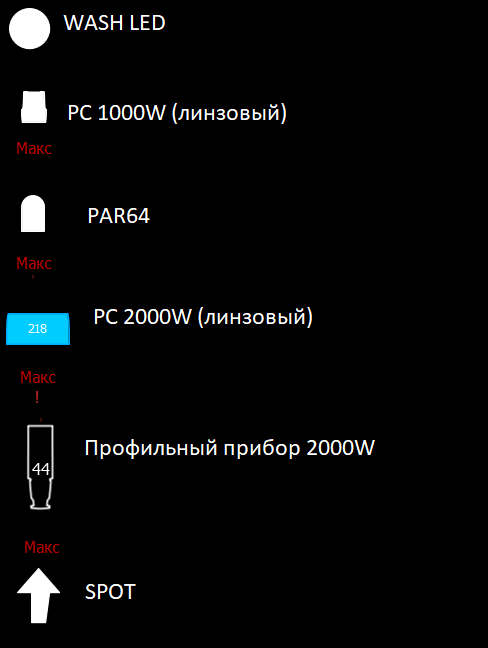 WASH LED
PC 1000W (линзовый)
Макс
PAR64
Макс
PC 2000W (линзовый)
218
Макс
!
Профильный прибор 2000W
44
Макс
SPOT